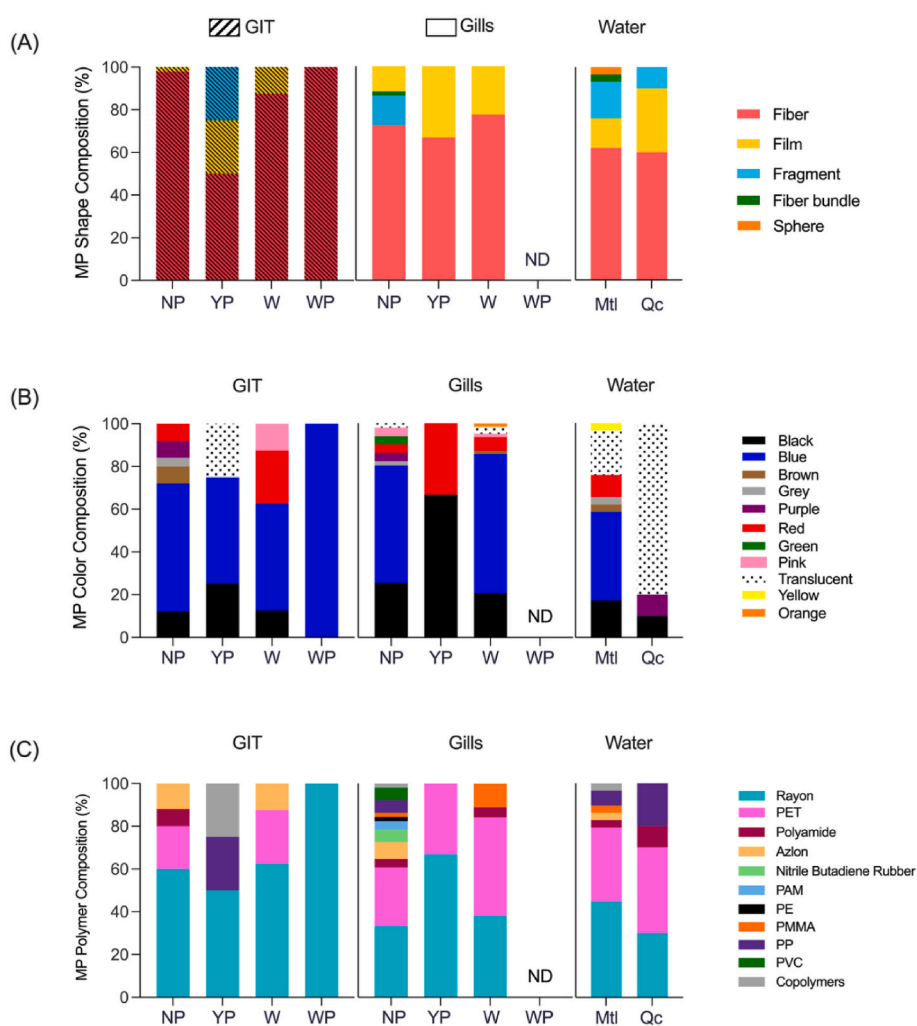 (A)
GIT
Gills
Water
MP Shape Composition (%)
100
80
60
40
20
0
NP YP W WP
NP YP W WP
ND
Mtl Qc
Fiber
Film
Fragment
Fiber bundle
Sphere
(B)
GIT
Gills
Water
MP Color Composition (%)
100
80
60
40
20
0
NP YP W WP
NP YP W WP
ND
Mtl Qc
Black
Blue
Brown
Grey
Purple
Red
Green
Pink
Translucent
Yellow
Orange
(C)
GIT
Gills
Water
MP Polymer Composition (%)
100
80
60
40
20
0
NP YP W WP
NP YP W WP
ND
Mtl Qc
Rayon
PET
Polyamide
Azlon
Nitrile Butadiene Rubber
PAM
PE
PMMA
PP
PVC
Copolymers